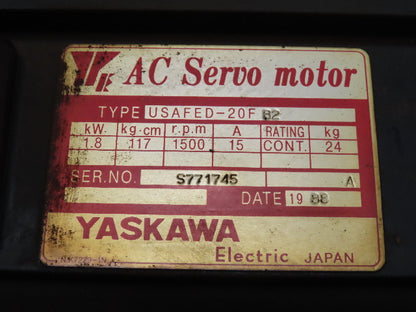 YK AC Servo motor
TYPE USAFED-20F B2
kW. kg·cm r.p.m A RATING kg
1.8 117 1500 15 CONT. 24
SER.NO. S771745 A
DATE 19 88
YASKAWA
Electric JAPAN